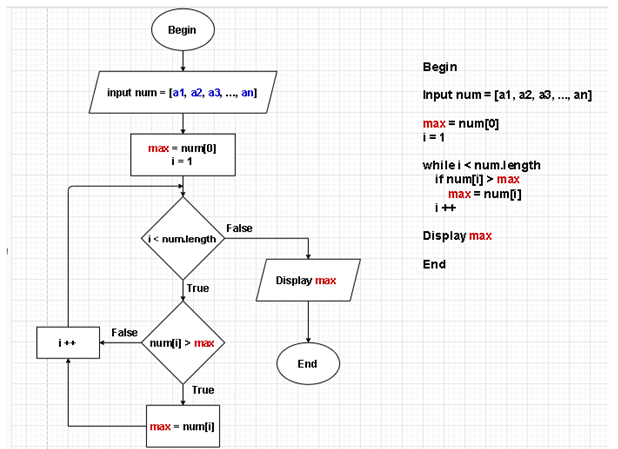 Begin
input num = [a1, a2, a3, ..., an]
max = num[0]
i = 1
i < num.length
False
True
Display max
num[i] > max
False
i ++
End
True
max = num[i]
Begin
Input num = [a1, a2, a3, ..., an]
max = num[0]
i = 1
while i < num.length
if num[i] > max
max = num[i]
i ++
Display max
End